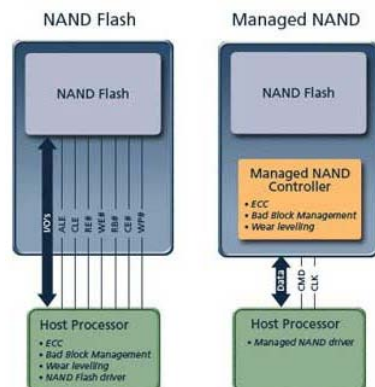 NAND Flash
NAND Flash
I/O's
ALE
CLE
RE#
WE#
RB#
CE#
WP#
Host Processor
• ECC
• Bad Block Management
• Wear levelling
• NAND Flash driver
Managed NAND
NAND Flash
Managed NAND
Controller
• ECC
• Bad Block Management
• Wear levelling
Data
CMD
CLK
Host Processor
• Managed NAND driver